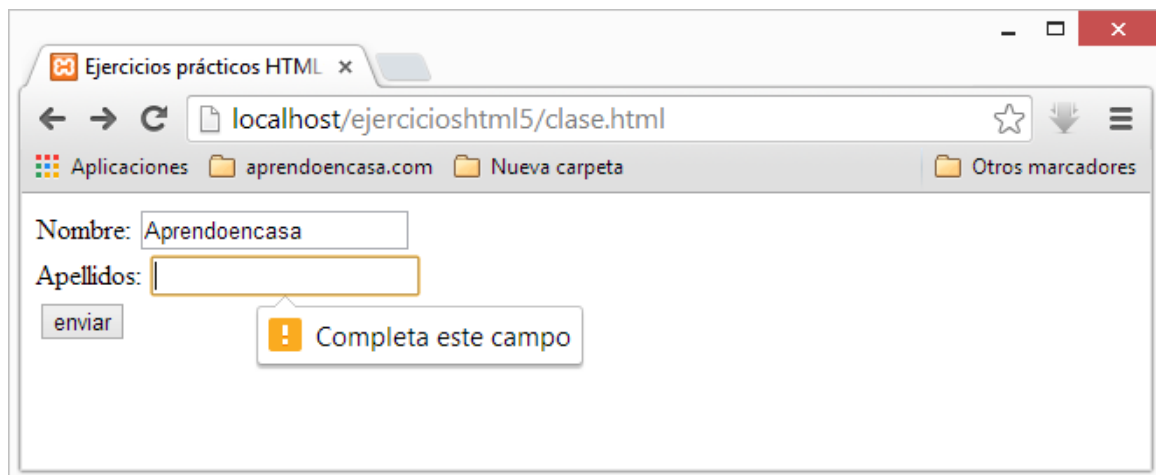 Ejercicios prácticos HTML
localhost/ejercicioshtml5/clase.html
Aplicaciones aprendoencasa.com Nueva carpeta Otros marcadores
Nombre: Aprendoencasa
Apellidos:
enviar
Completa este campo